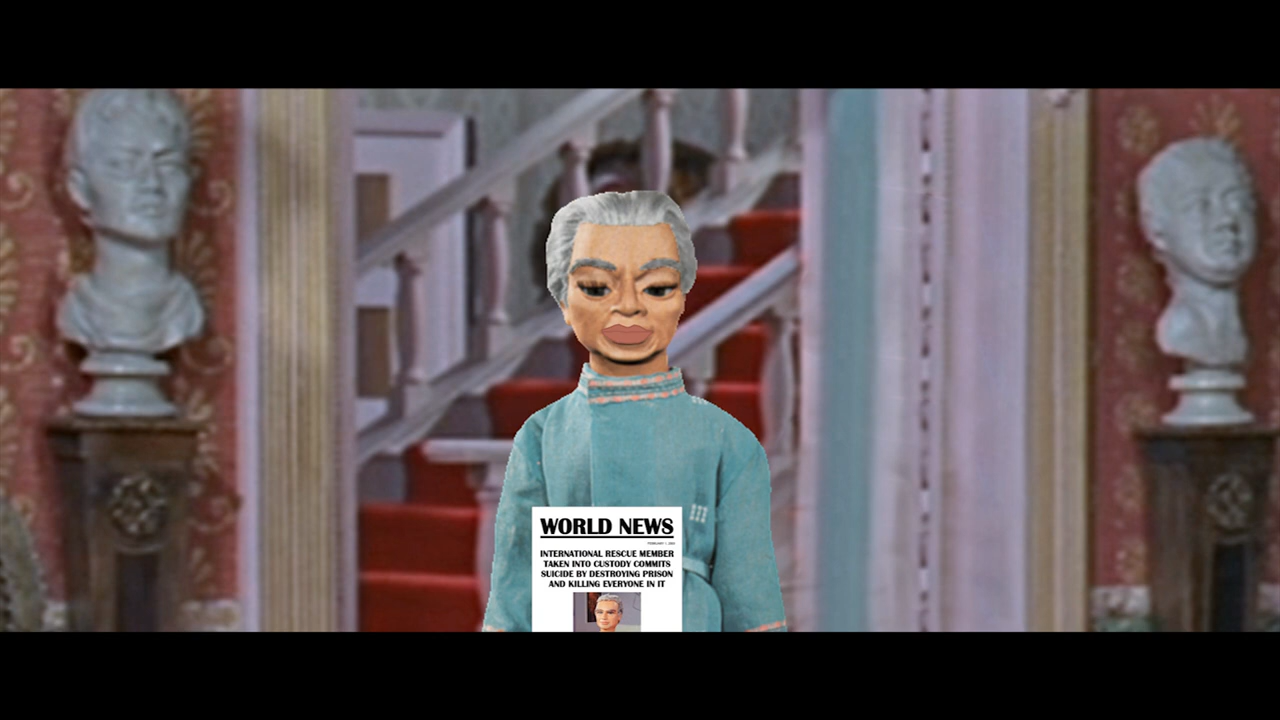 WORLD NEWS
INTERNATIONAL RESCUE MEMBER
TAKEN INTO CUSTODY COMMITS
SUICIDE BY DESTROYING PRISON
AND KILLING EVERYONE IN IT